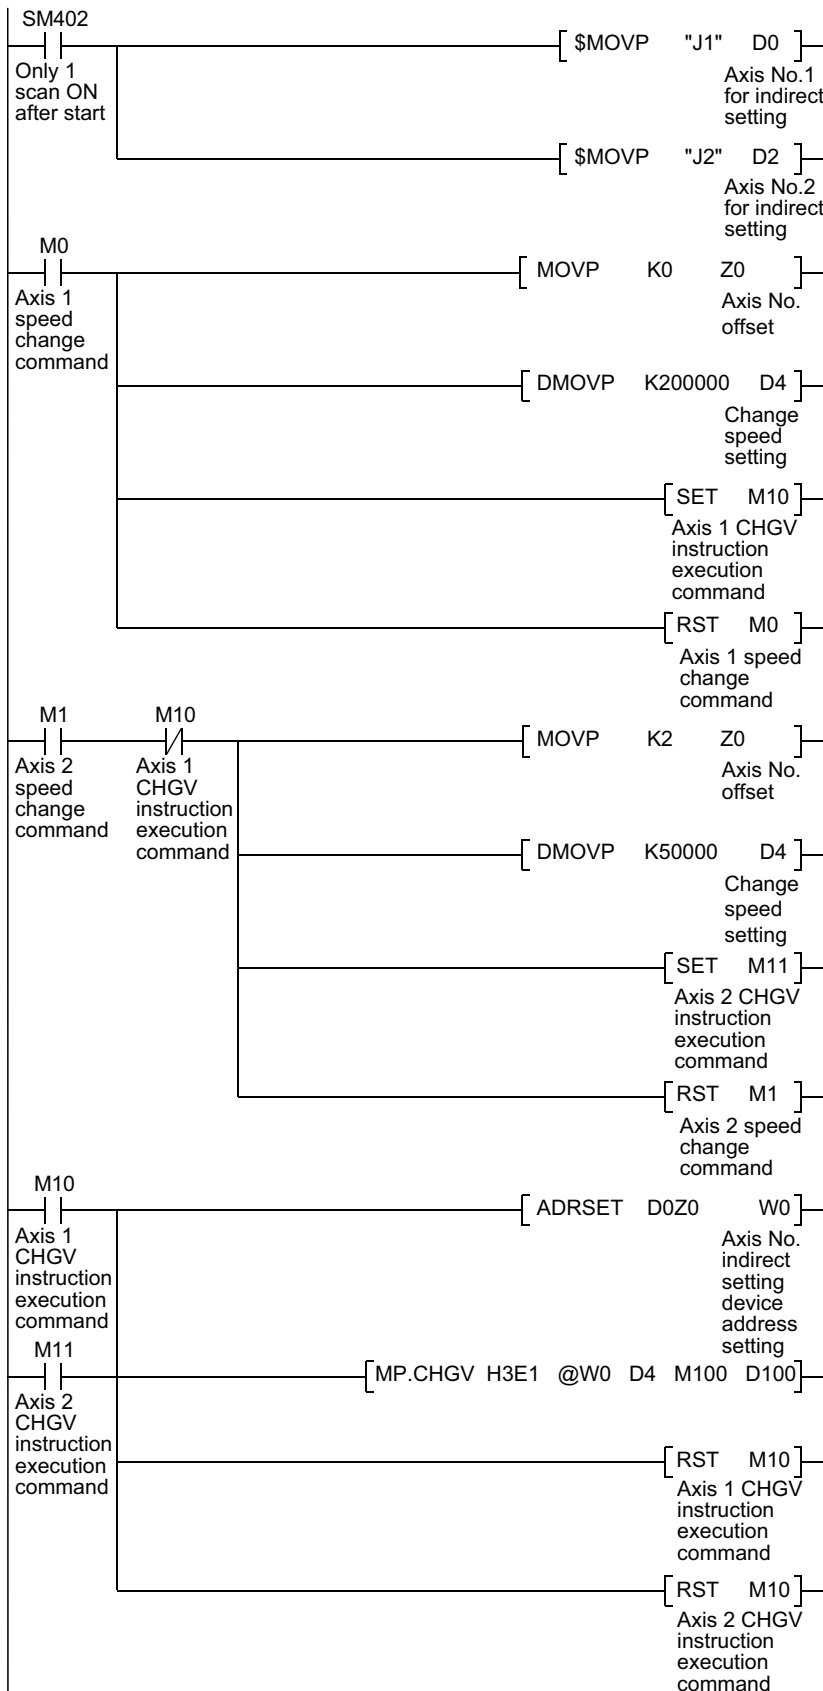 SM402
$MOVP "J1" D0
Only 1
scan ON
after start
Axis No.1
for indirect
setting
$MOVP "J2" D2
Axis No.2
for indirect
setting
M0
MOVP K0 Z0
Axis 1
speed
change
command
Axis No.
offset
DMOVP K200000 D4
Change
speed
setting
SET M10
Axis 1 CHGV
instruction
execution
command
RST M0
Axis 1 speed
change
command
M1 M10
MOVP K2 Z0
Axis 2
speed
change
command
Axis 1
CHGV
instruction
execution
command
Axis No.
offset
DMOVP K50000 D4
Change
speed
setting
SET M11
Axis 2 CHGV
instruction
execution
command
RST M1
Axis 2 speed
change
command
M10
ADRSET D0Z0 W0
Axis 1
CHGV
instruction
execution
command
Axis No.
indirect
setting
device
address
setting
M11
MP.CHGV H3E1 @W0 D4 M100 D100
Axis 2
CHGV
instruction
execution
command
RST M10
Axis 1 CHGV
instruction
execution
command
RST M10
Axis 2 CHGV
instruction
execution
command